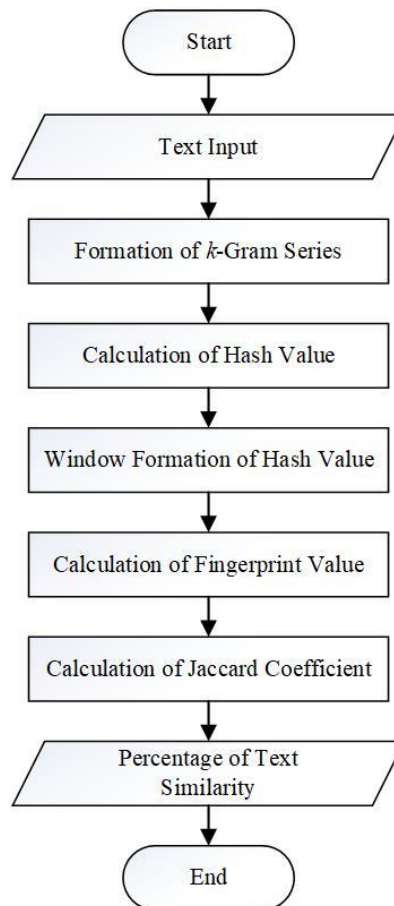 Start
Text Input
Formation of k-Gram Series
Calculation of Hash Value
Window Formation of Hash Value
Calculation of Fingerprint Value
Calculation of Jaccard Coefficient
Percentage of Text
Similarity
End